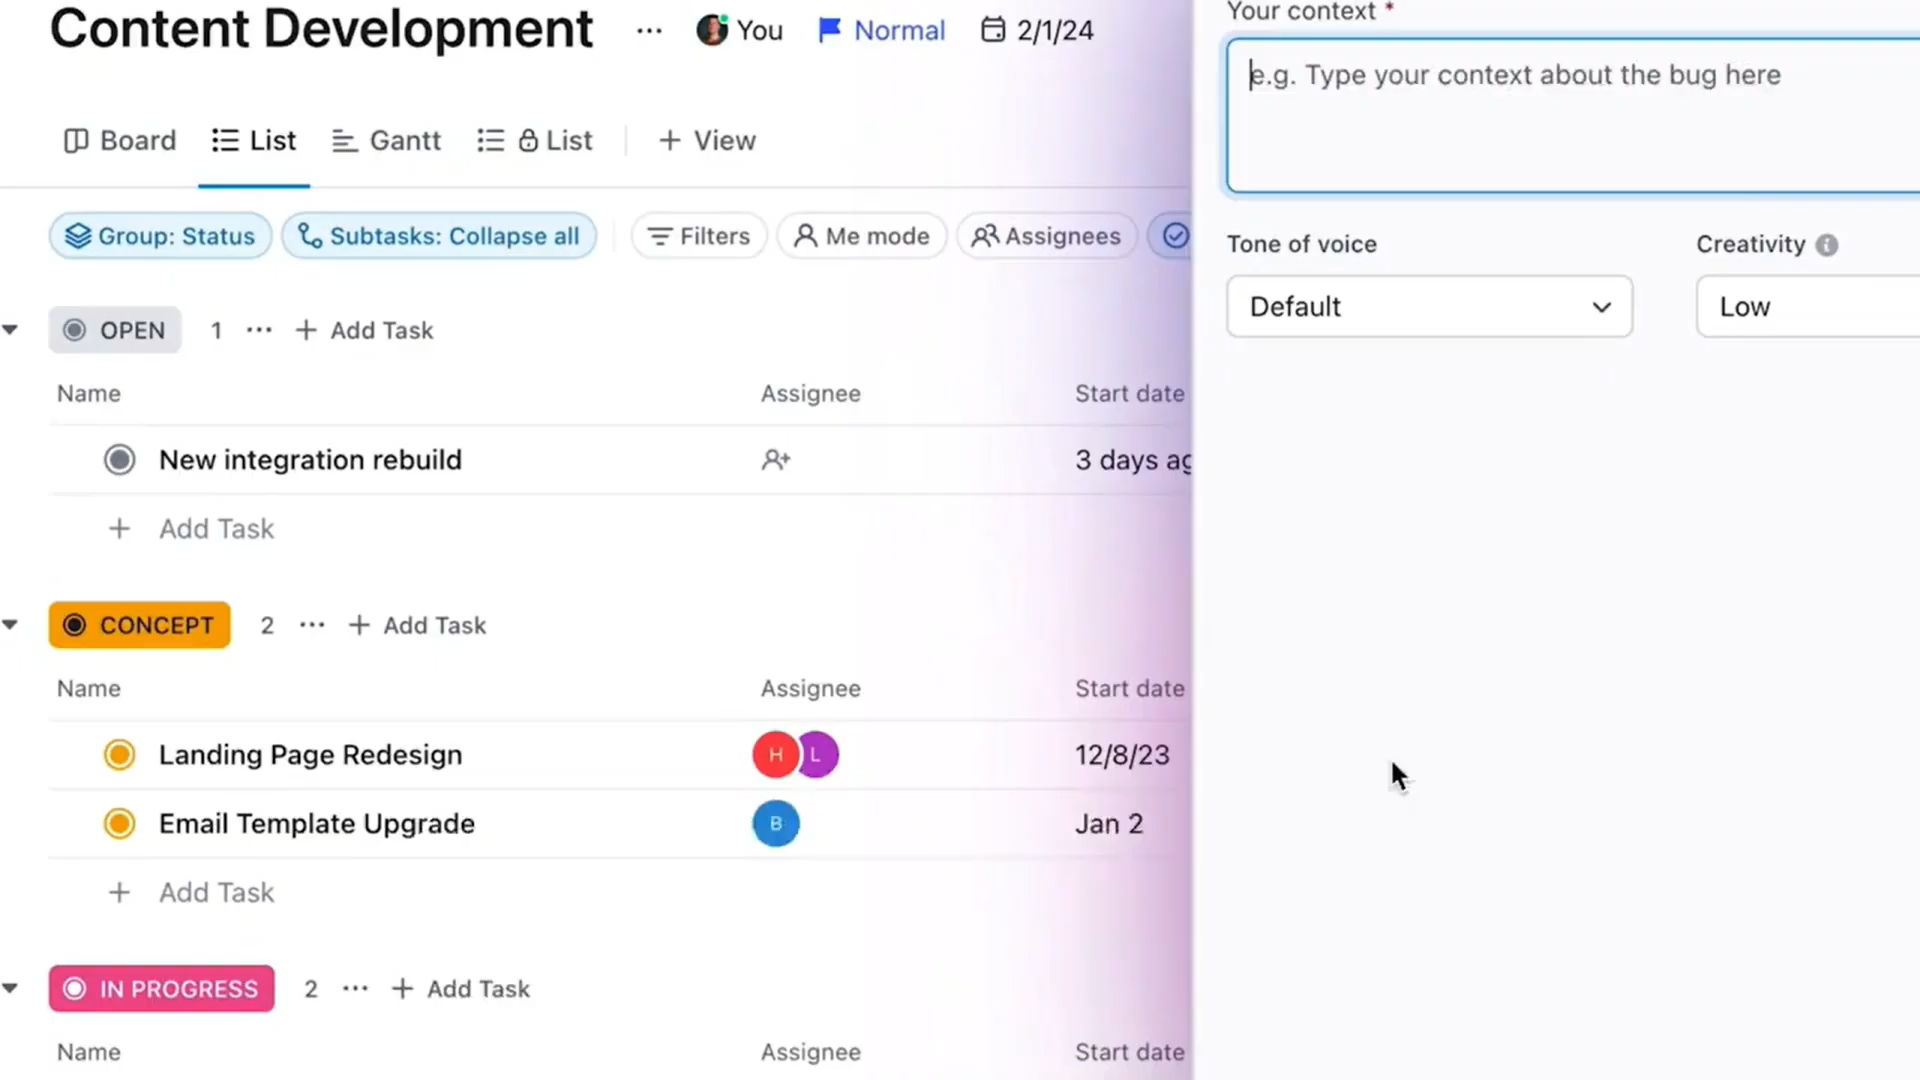 Content Development
You
Normal
2/1/24
Board
List
Gantt
List
View
Group: Status
Subtasks: Collapse all
Filters
Me mode
Assignees
OPEN 1 ... + Add Task
Name Assignee Start date
New integration rebuild 3 days ag
+ Add Task
CONCEPT 2 ... + Add Task
Name Assignee Start date
Landing Page Redesign H L 12/8/23
Email Template Upgrade B Jan 2
+ Add Task
IN PROGRESS 2 ... + Add Task
Name Assignee Start date
Your context *
e.g. Type your context about the bug here
Tone of voice
Default
Creativity
Low